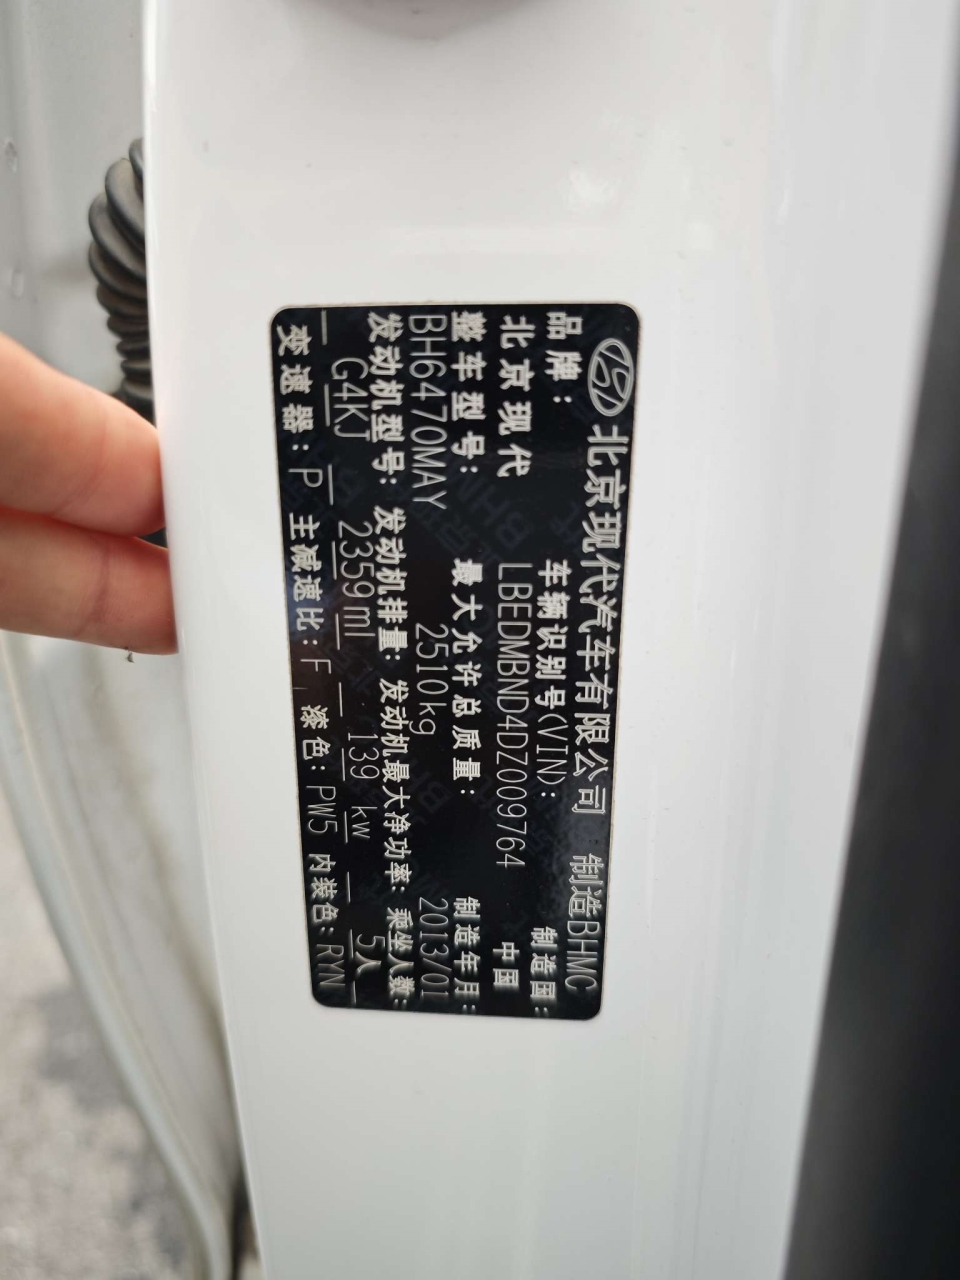 北京现代汽车有限公司 制造BHMC
品牌: 车辆识别号(VIN): 制造国:
北京现代 LBEDMBND4DZ009764 中国
整车型号: 最大允许总质量: 制造年月:
BH6470MAY 2510kg 2013/01
发动机型号: 发动机排量: 发动机最大净功率: 乘坐人数:
G4KJ 2359ml 139 kw 5人
变速器: P 主减速比: F 漆色: PW5 内装色: RYN